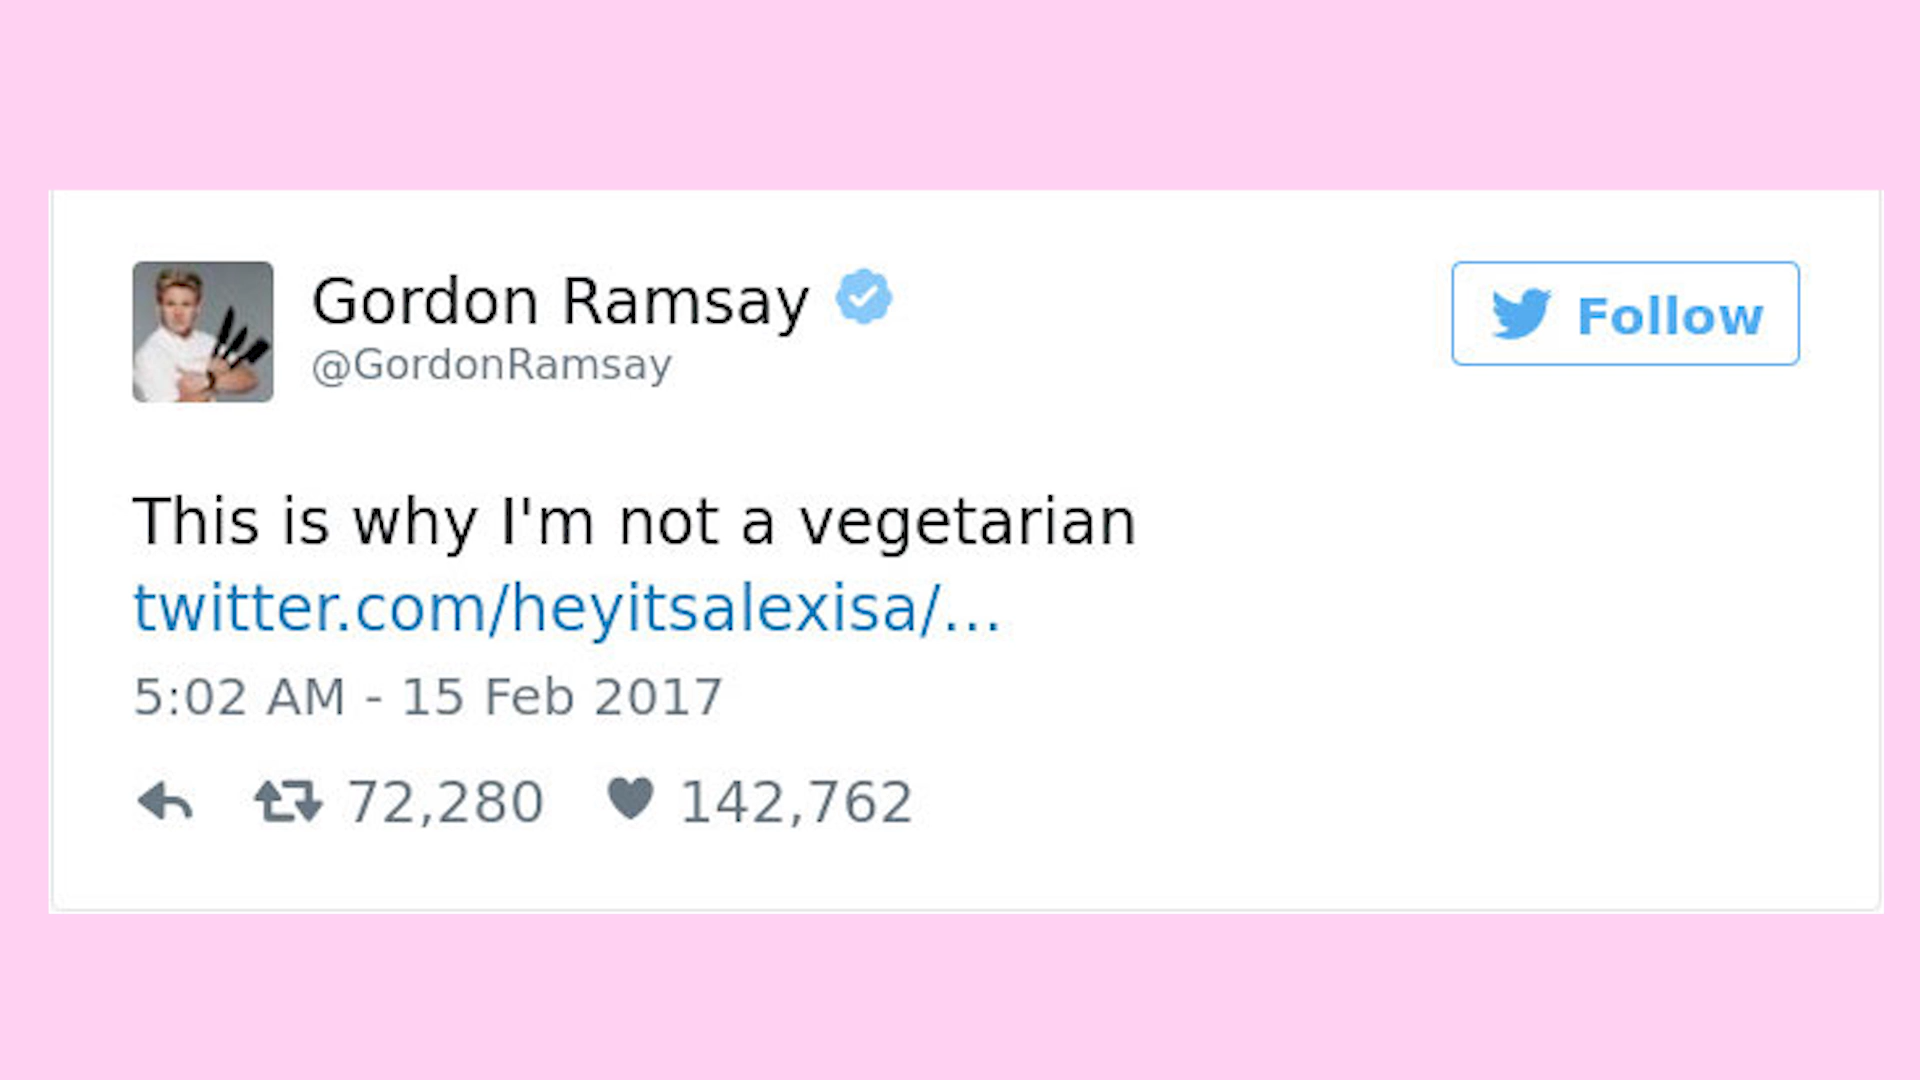 Gordon Ramsay
@GordonRamsay
Follow
This is why I'm not a vegetarian
twitter.com/heyitsalexisa/...
5:02 AM - 15 Feb 2017
72,280 142,762